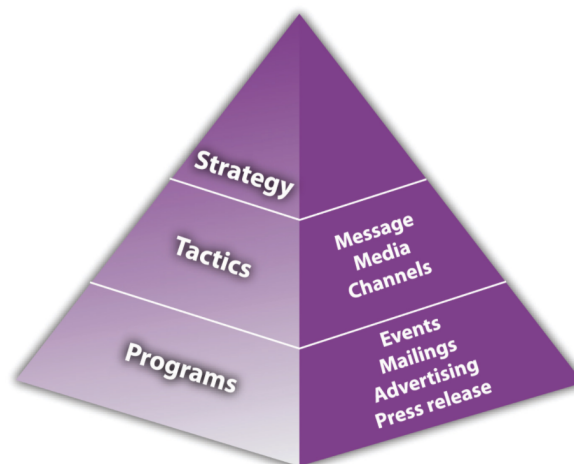 Strategy
Tactics
Message
Media
Channels
Programs
Events
Mailings
Advertising
Press release